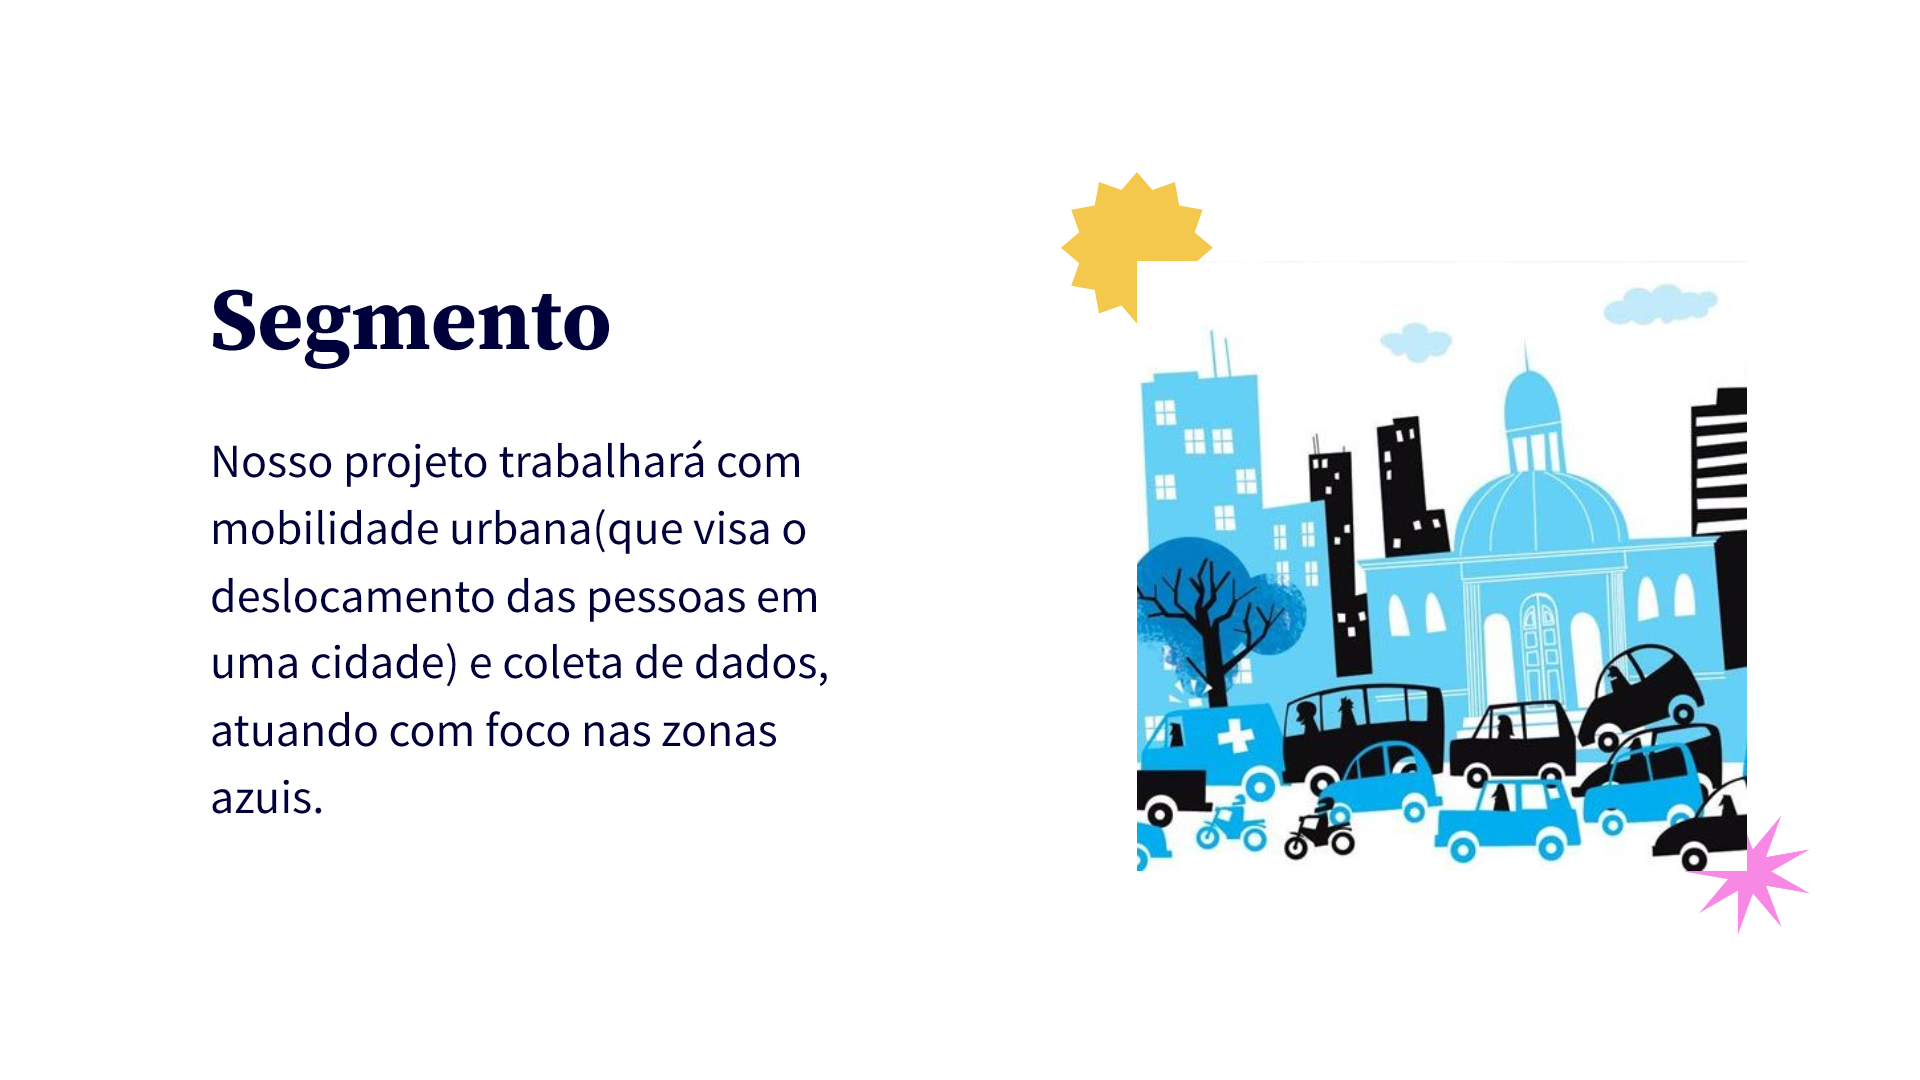 Segmento
Nosso projeto trabalhará com
mobilidade urbana(que visa o
deslocamento das pessoas em
uma cidade) e coleta de dados,
atuando com foco nas zonas
azuis.